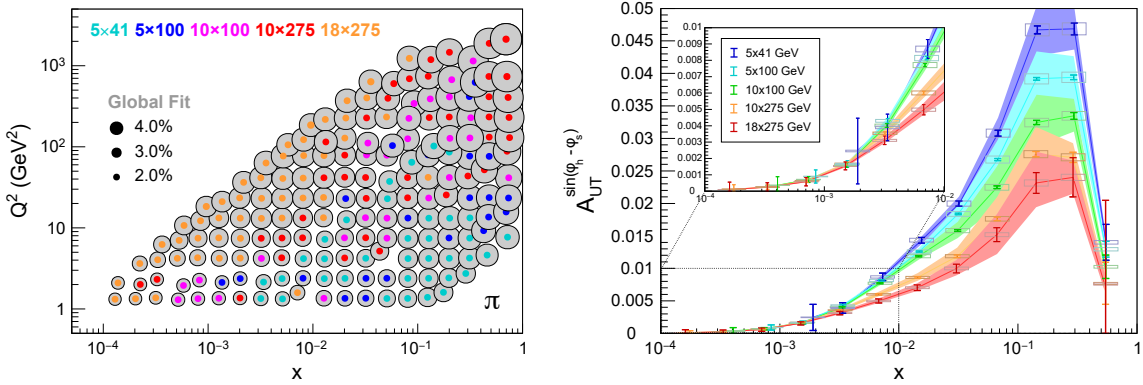 5×41 5×100 10×100 10×275 18×275
Global Fit
4.0%
3.0%
2.0%
π
Q² (GeV²)
10³
10²
10
1
10⁻⁴ 10⁻³ 10⁻² 10⁻¹ 1
x
A_UT^sin(φ_h - φ_s)
0.05
0.045
0.04
0.035
0.03
0.025
0.02
0.015
0.01
0.005
0
10⁻⁴ 10⁻³ 10⁻² 10⁻¹ 1
x
0.01
0.009
0.008
0.007
0.006
0.005
0.004
0.003
0.002
0.001
0
10⁻⁴ 10⁻³ 10⁻²
5x41 GeV
5x100 GeV
10x100 GeV
10x275 GeV
18x275 GeV